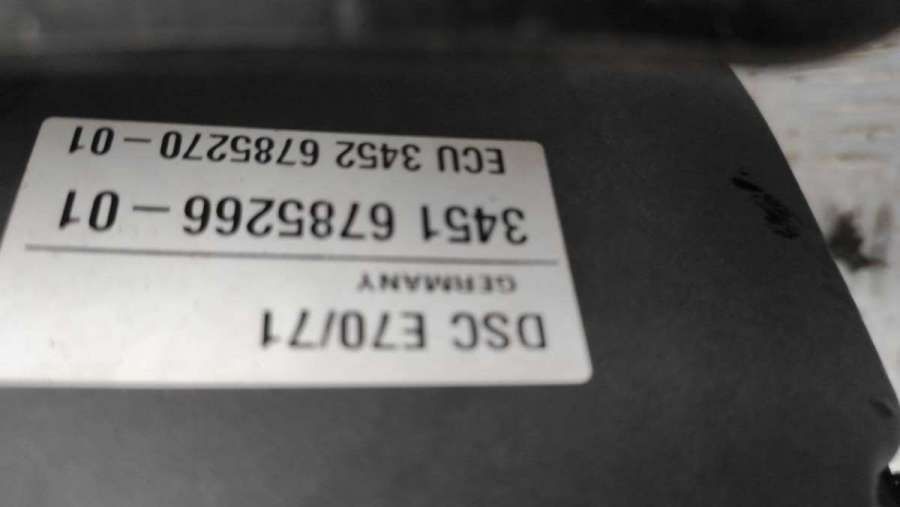 DSC E70/71
GERMANY
3451 6785266-01
ECU 3452 6785270-01